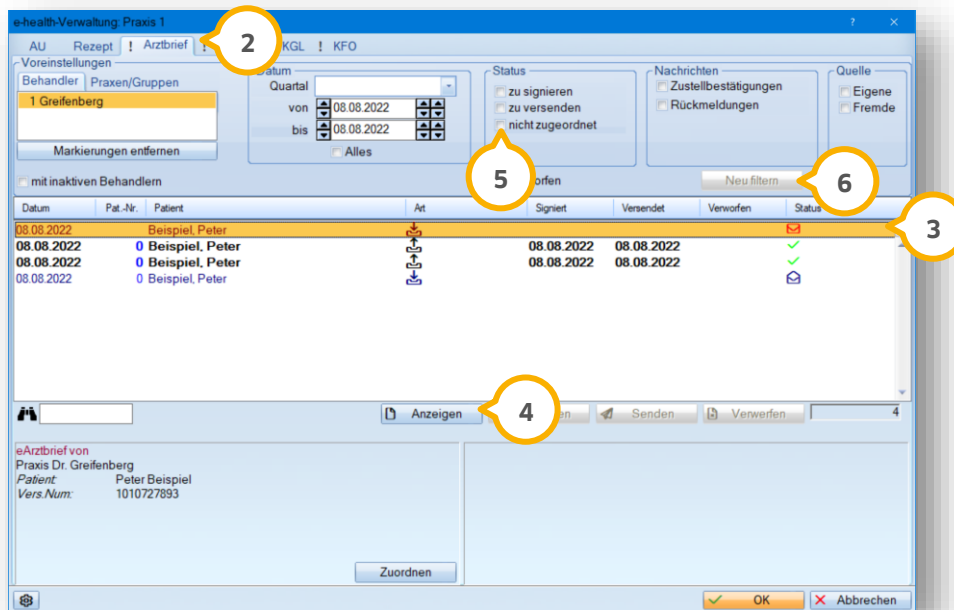 e-health-Verwaltung: Praxis 1 ? ×
AU Rezept ! Arztbrief ! 2 KGL ! KFO
Voreinstellungen
Behandler Praxen/Gruppen
1 Greifenberg
Markierungen entfernen
mit inaktiven Behandlern
Datum
Quartal
von 08.08.2022
bis 08.08.2022
Alles
Status
zu signieren
zu versenden
nicht zugeordnet
5
Nachrichten
Zustellbestätigungen
Rückmeldungen
Quelle
Eigene
Fremde
Neu filtern 6
Datum Pat.-Nr. Patient Art Signiert Versendet Verworfen Status
08.08.2022 Beispiel, Peter 3
08.08.2022 0 Beispiel, Peter 08.08.2022 08.08.2022
08.08.2022 0 Beispiel, Peter 08.08.2022 08.08.2022
08.08.2022 0 Beispiel, Peter
Anzeigen 4 Senden Verwerfen 4
eArztbrief von
Praxis Dr. Greifenberg
Patient: Peter Beispiel
Vers.Num: 1010727893
Zuordnen
OK Abbrechen